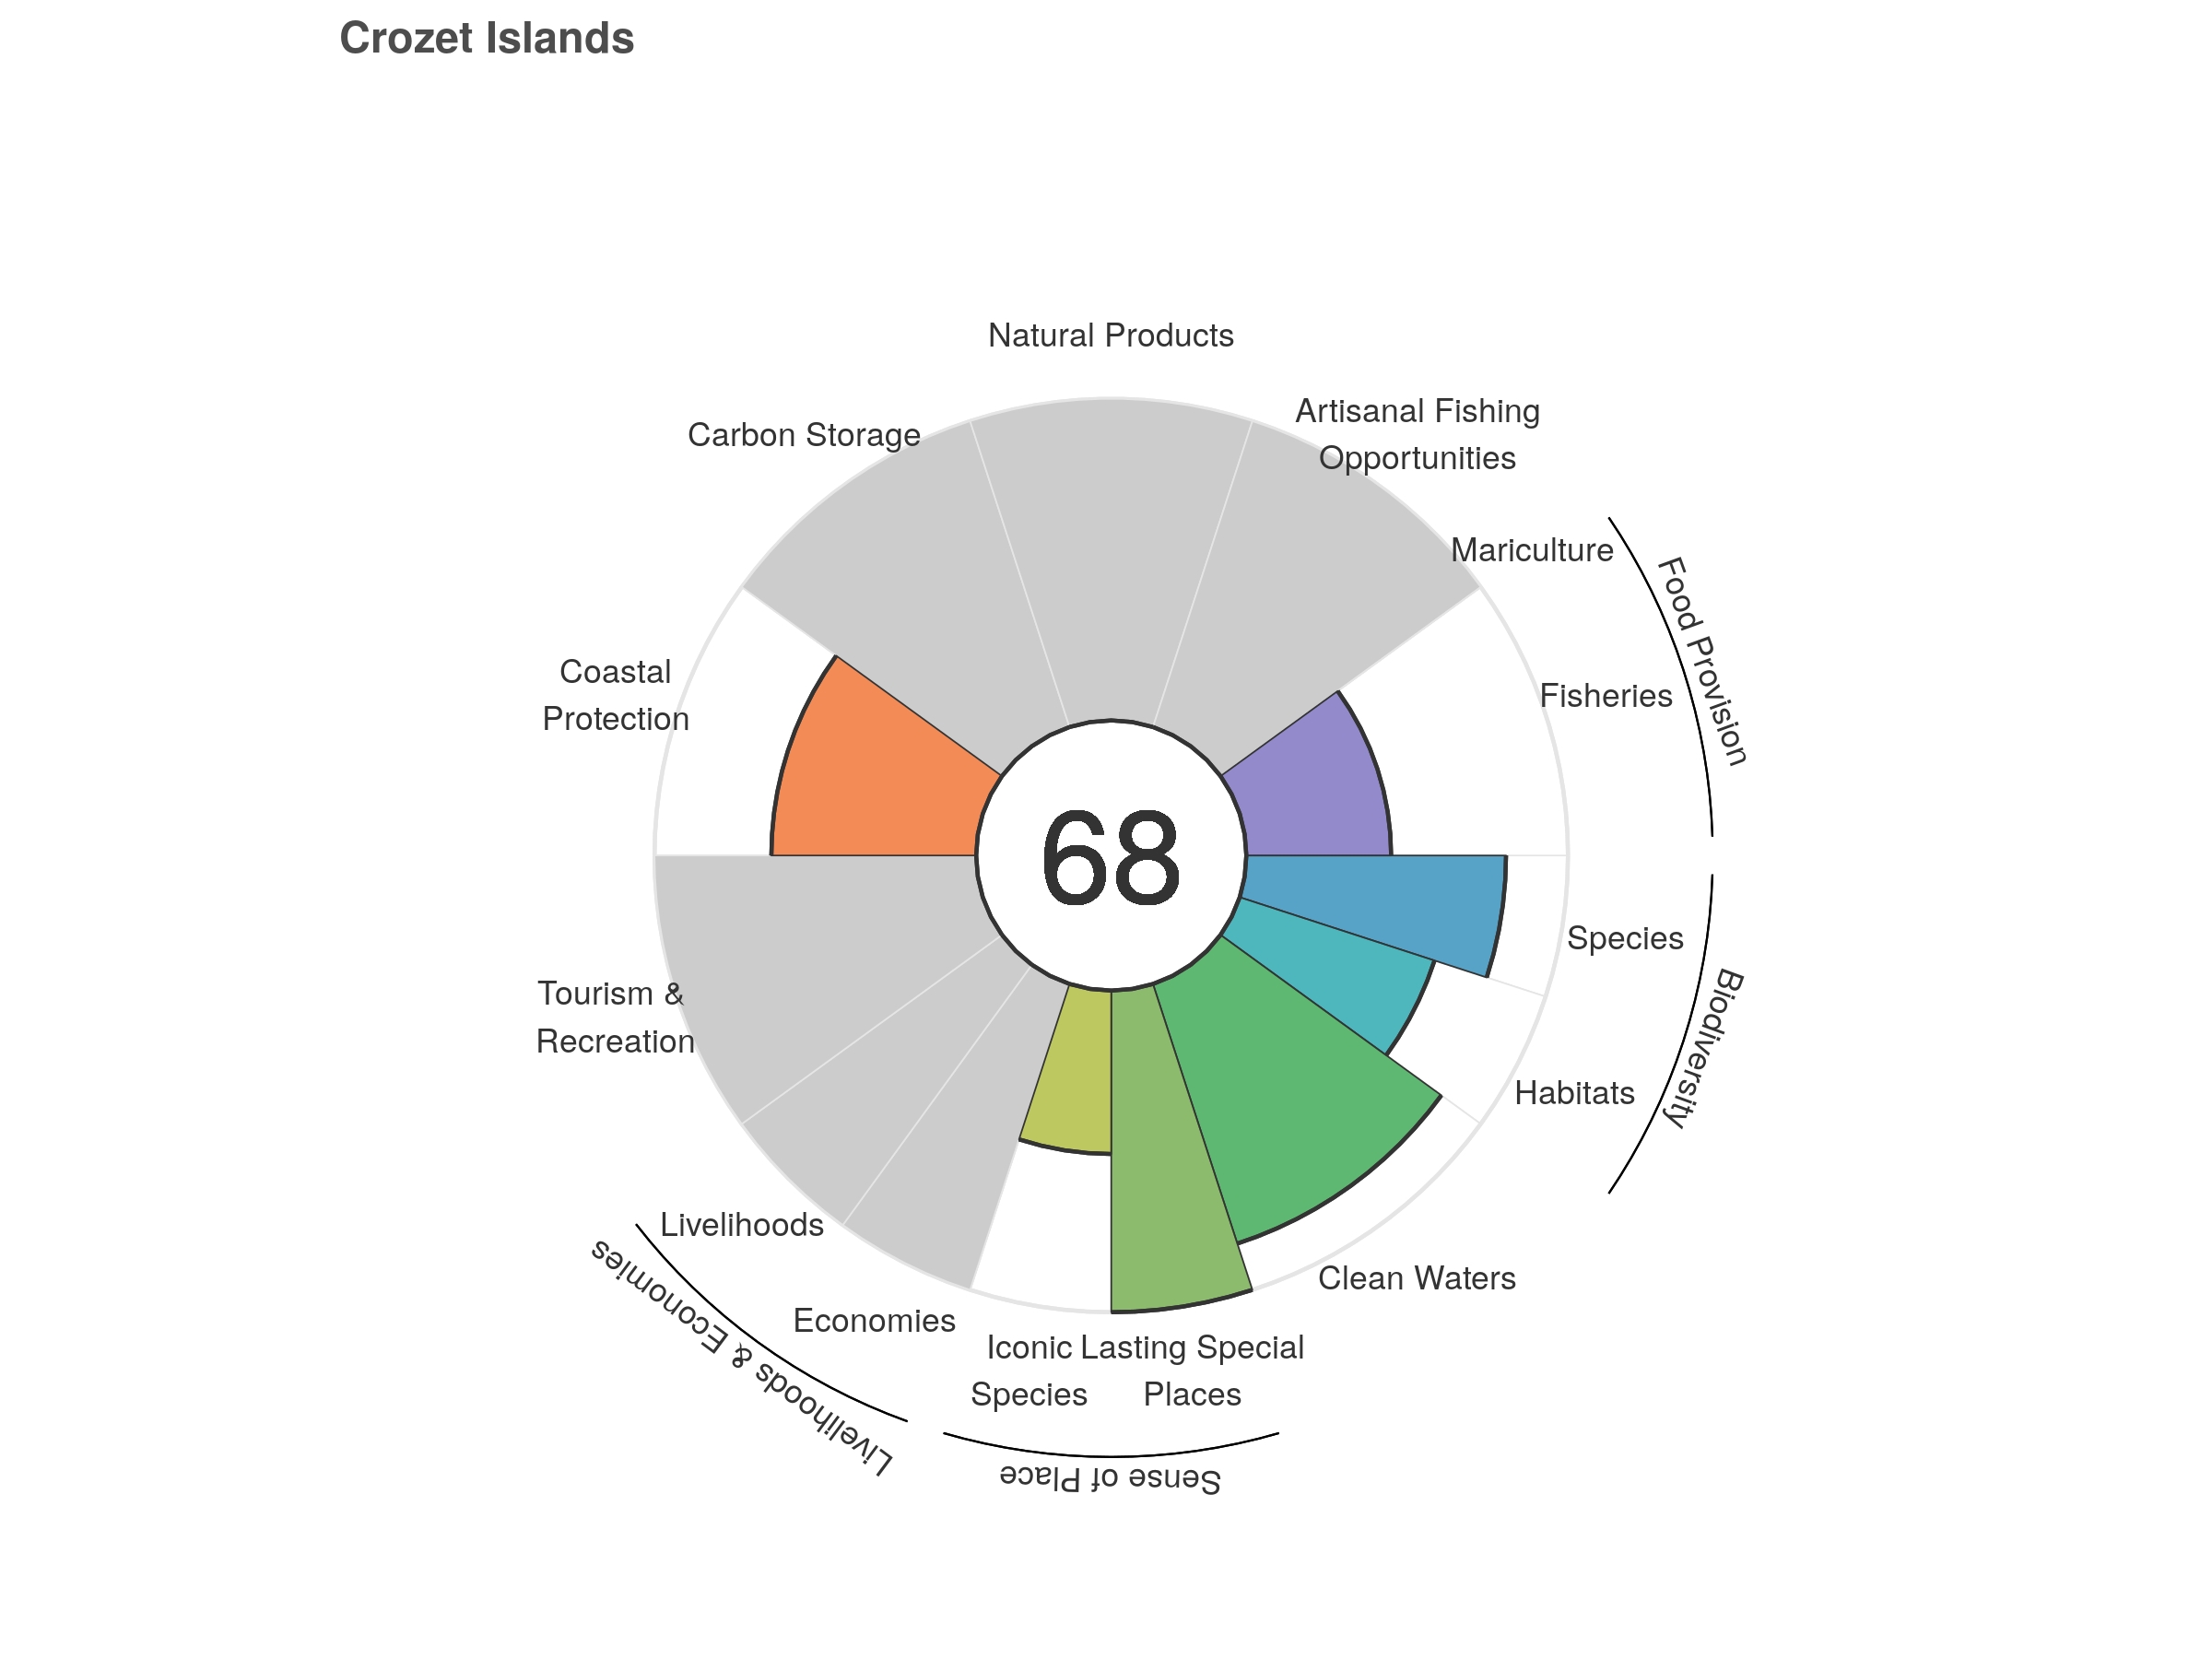 Crozet Islands
Natural Products
Artisanal Fishing
Opportunities
Carbon Storage
Mariculture
Food Provision
Fisheries
Coastal
Protection
68
Species
Biodiversity
Tourism &
Recreation
Habitats
Livelihoods
Livelihoods & Economies
Clean Waters
Economies
Iconic
Species
Lasting Special
Places
Sense of Place